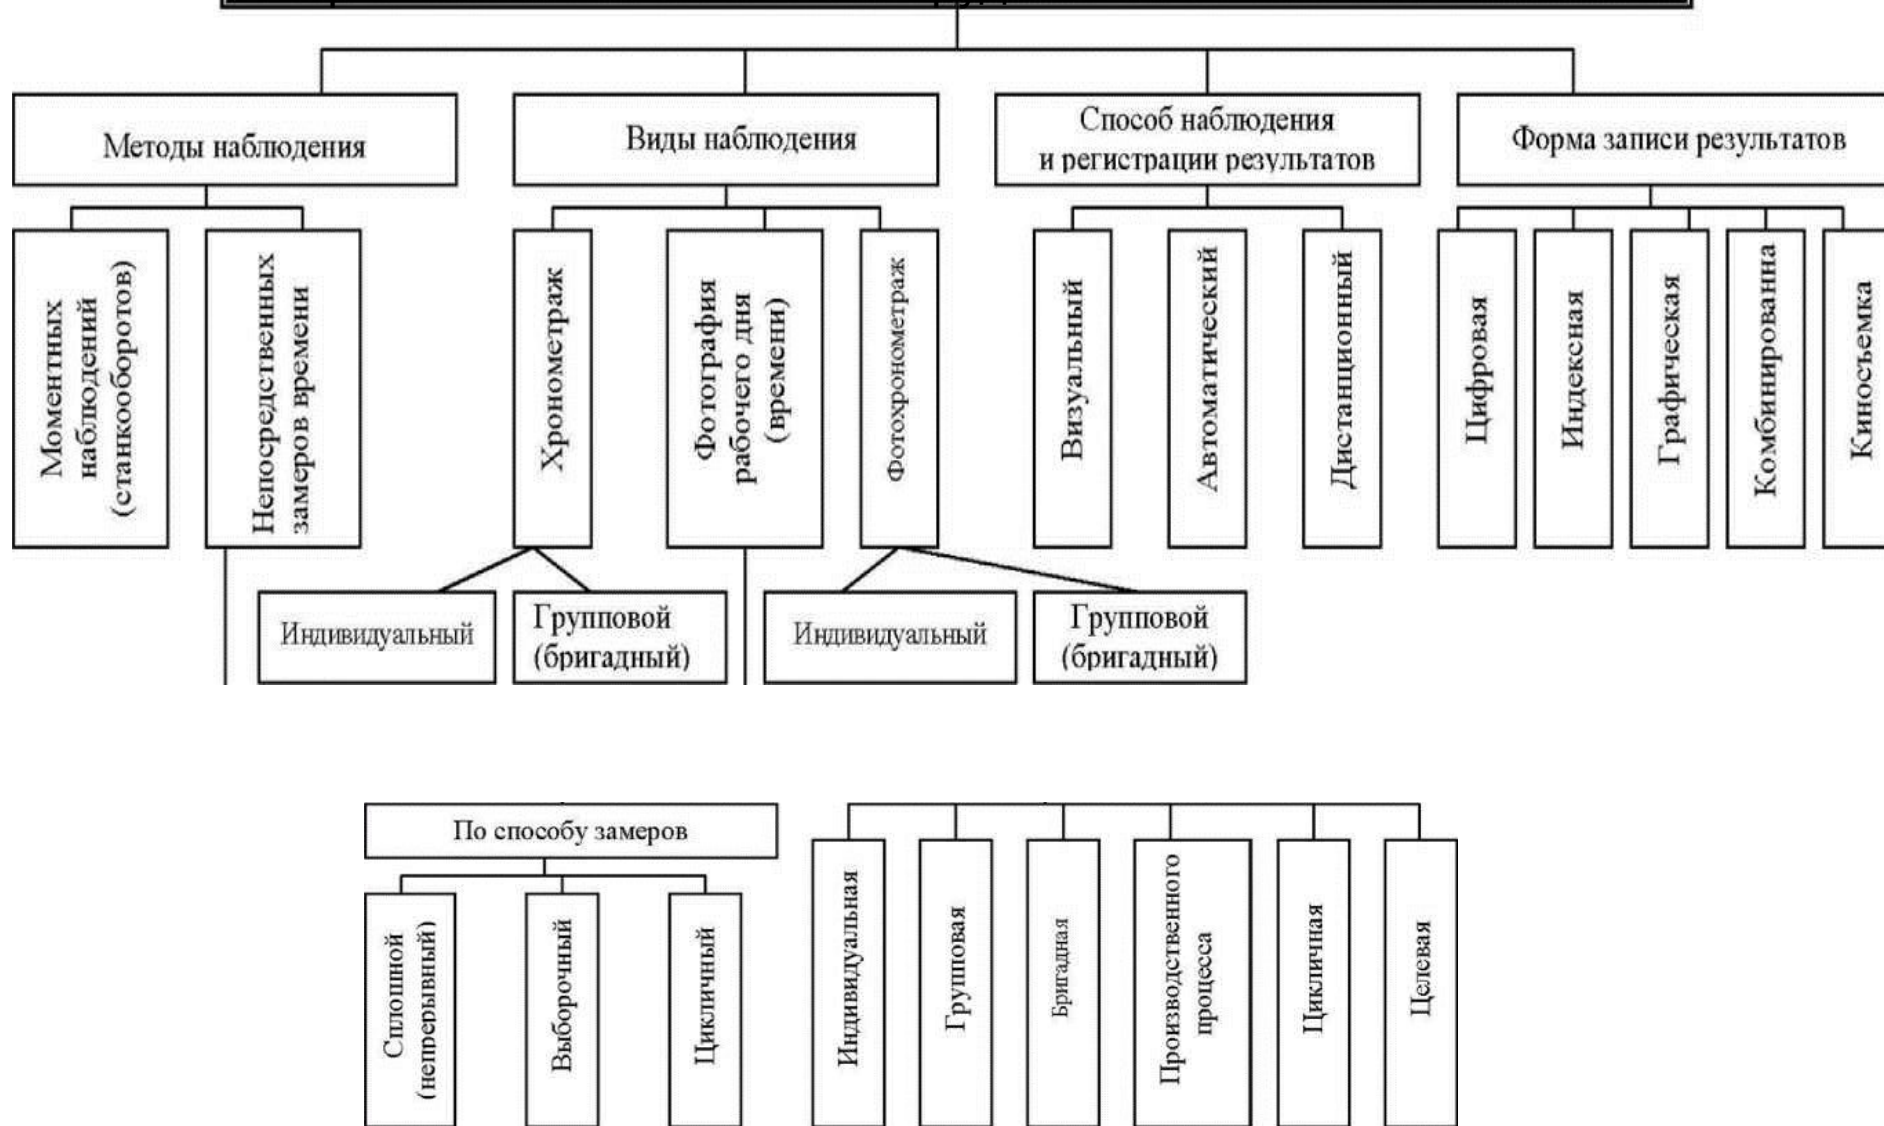 Методы наблюдения
Виды наблюдения
Способ наблюдения
и регистрации результатов
Форма записи результатов
Моментных
наблюдений
(станкооборотов)
Непосредственных
замеров времени
Хронометраж
Фотография
рабочего дня
(времени)
Фотохронометраж
Визуальный
Автоматический
Дистанционный
Цифровая
Индексная
Графическая
Комбинированна
Киносъемка
Индивидуальный
Групповой
(бригадный)
Индивидуальный
Групповой
(бригадный)
По способу замеров
Сплошной
(непрерывный)
Выборочный
Цикличный
Индивидуальная
Групповая
Бригадная
Производственного
процесса
Цикличная
Целевая